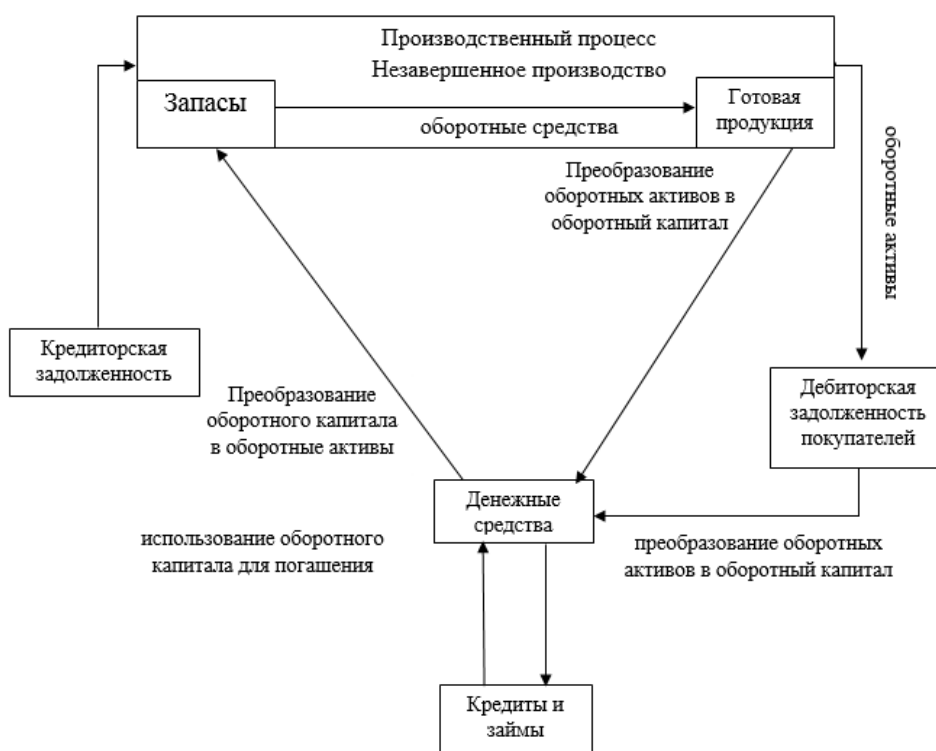 Производственный процесс
Незавершенное производство
Запасы
Готовая
продукция
оборотные средства
оборотные активы
Преобразование
оборотных активов в
оборотный капитал
Кредиторская
задолженность
Дебиторская
задолженность
покупателей
Преобразование
оборотного капитала
в оборотные активы
Денежные
средства
использование оборотного
капитала для погашения
преобразование оборотных
активов в оборотный капитал
Кредиты и
займы